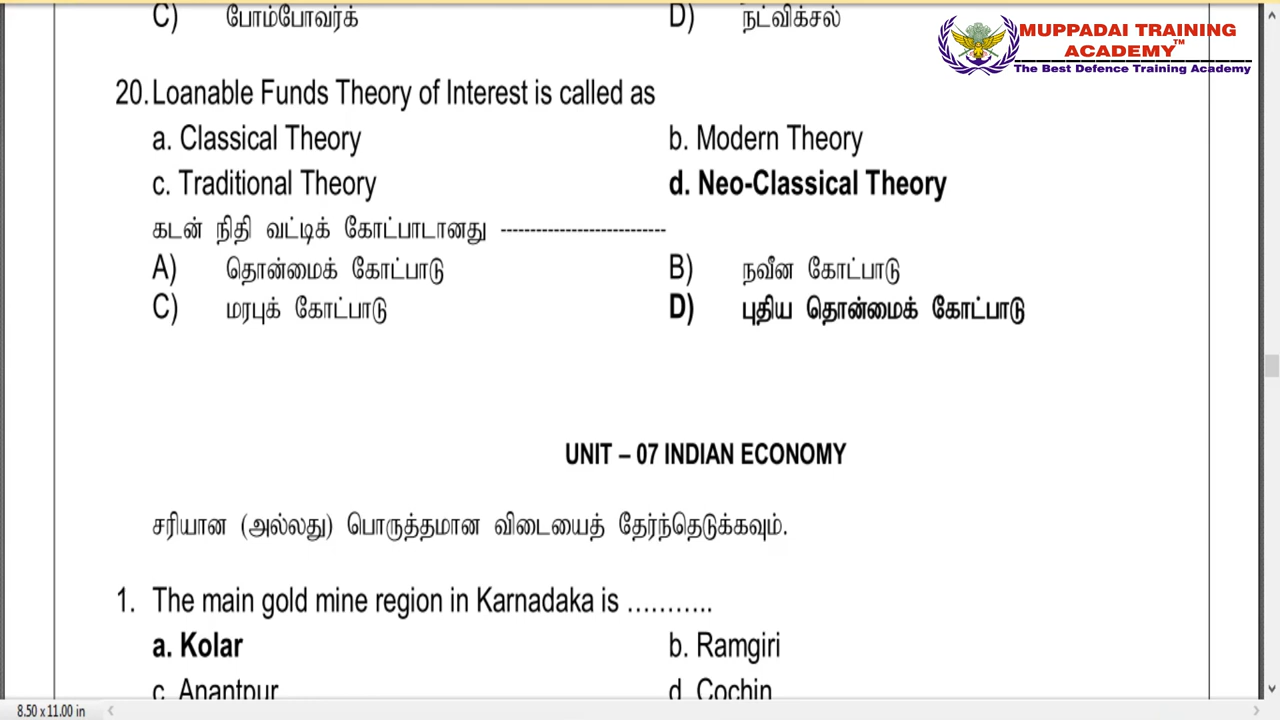 C) போம்போவர்க் D) நட்விக்சல்
MUPPADAI TRAINING
ACADEMY™
The Best Defence Training Academy
20. Loanable Funds Theory of Interest is called as
a. Classical Theory b. Modern Theory
c. Traditional Theory d. Neo-Classical Theory
கடன் நிதி வட்டிக் கோட்பாடானது ----------------------------
A) தொன்மைக் கோட்பாடு B) நவீன கோட்பாடு
C) மரபுக் கோட்பாடு D) புதிய தொன்மைக் கோட்பாடு
UNIT – 07 INDIAN ECONOMY
சரியான (அல்லது) பொருத்தமான விடையைத் தேர்ந்தெடுக்கவும்.
1. The main gold mine region in Karnadaka is ………..
a. Kolar b. Ramgiri
c. Anantpur d. Cochin
8.50 x 11.00 in